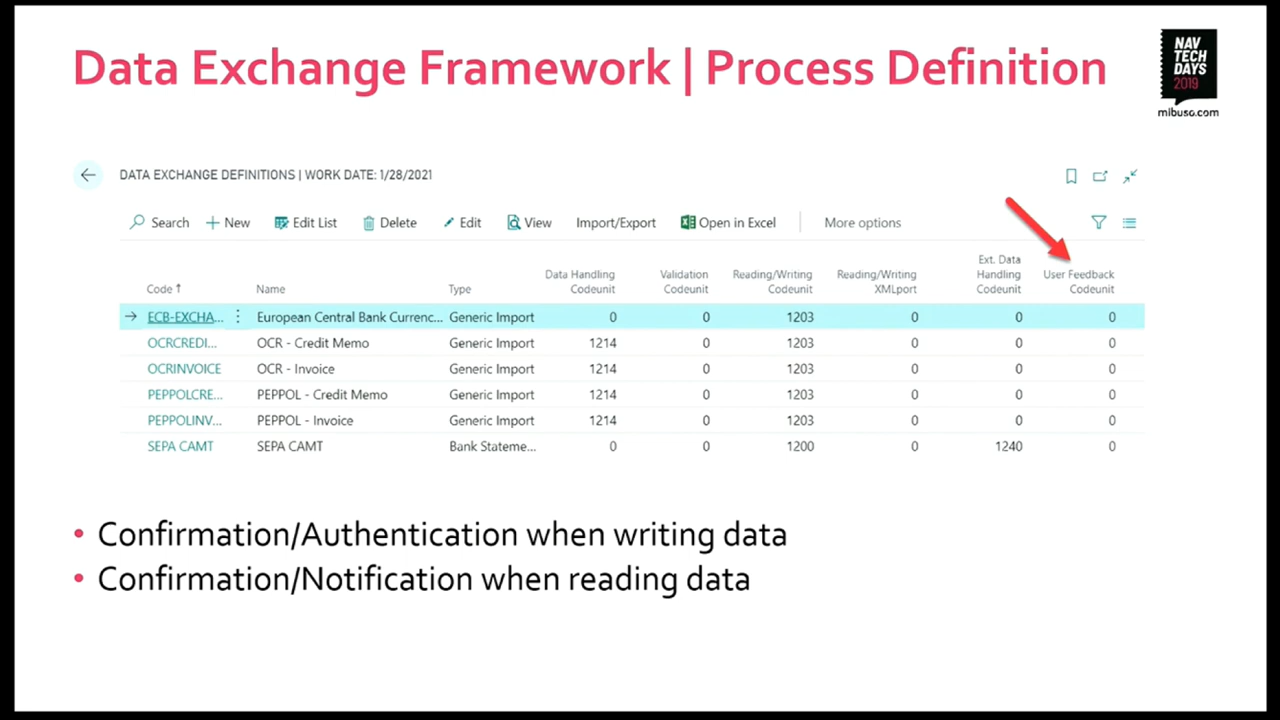 Data Exchange Framework | Process Definition
NAV
TECH
DAYS
2019
mibuso.com
DATA EXCHANGE DEFINITIONS | WORK DATE: 1/28/2021
Search New Edit List Delete Edit View Import/Export Open in Excel More options
Code ↑ Name Type Data Handling Codeunit Validation Codeunit Reading/Writing Codeunit Reading/Writing XMLport Ext. Data Handling Codeunit User Feedback Codeunit
ECB-EXCHA... European Central Bank Currenc... Generic Import 0 0 1203 0 0 0
OCRCREDI... OCR - Credit Memo Generic Import 1214 0 1203 0 0 0
OCRINVOICE OCR - Invoice Generic Import 1214 0 1203 0 0 0
PEPPOLCRE... PEPPOL - Credit Memo Generic Import 1214 0 1203 0 0 0
PEPPOLINV... PEPPOL - Invoice Generic Import 1214 0 1203 0 0 0
SEPA CAMT SEPA CAMT Bank Stateme... 0 0 1200 0 1240 0
• Confirmation/Authentication when writing data
• Confirmation/Notification when reading data